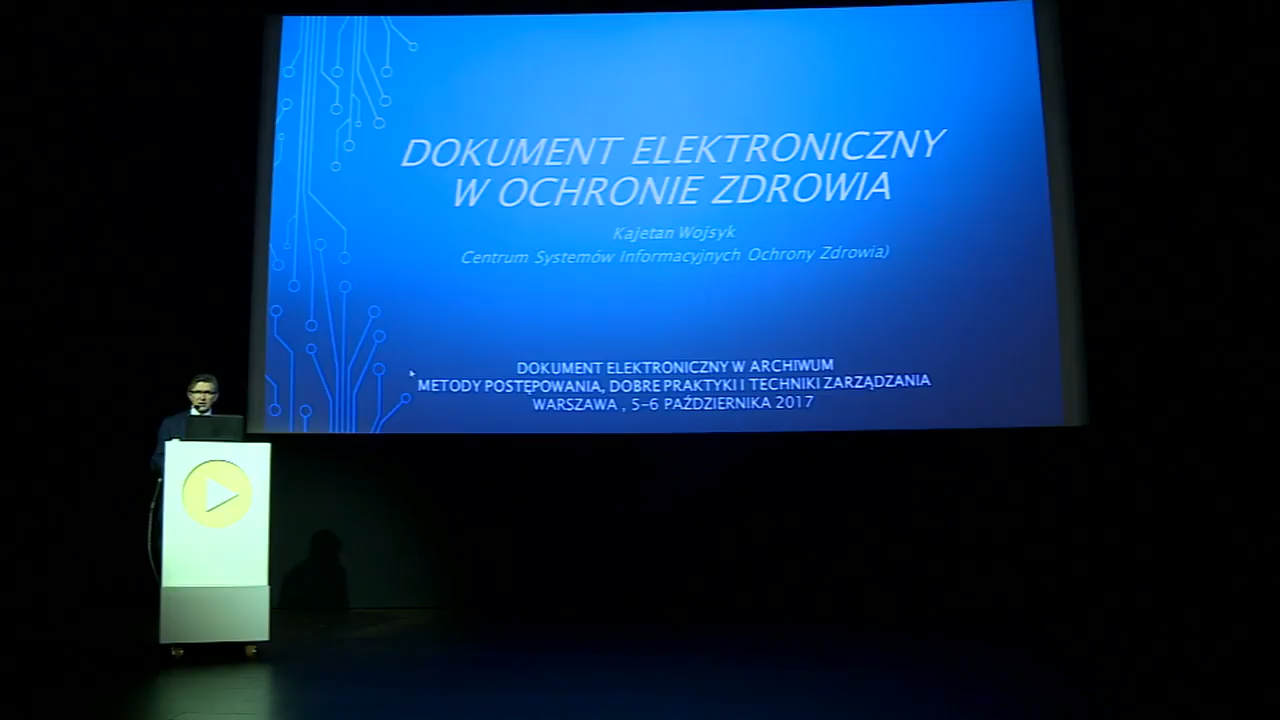 DOKUMENT ELEKTRONICZNY
W OCHRONIE ZDROWIA
Kajetan Wojsyk
Centrum Systemów Informacyjnych Ochrony Zdrowia)
DOKUMENT ELEKTRONICZNY W ARCHIWUM
METODY POSTĘPOWANIA, DOBRE PRAKTYKI I TECHNIKI ZARZĄDZANIA
WARSZAWA , 5-6 PAŹDZIERNIKA 2017